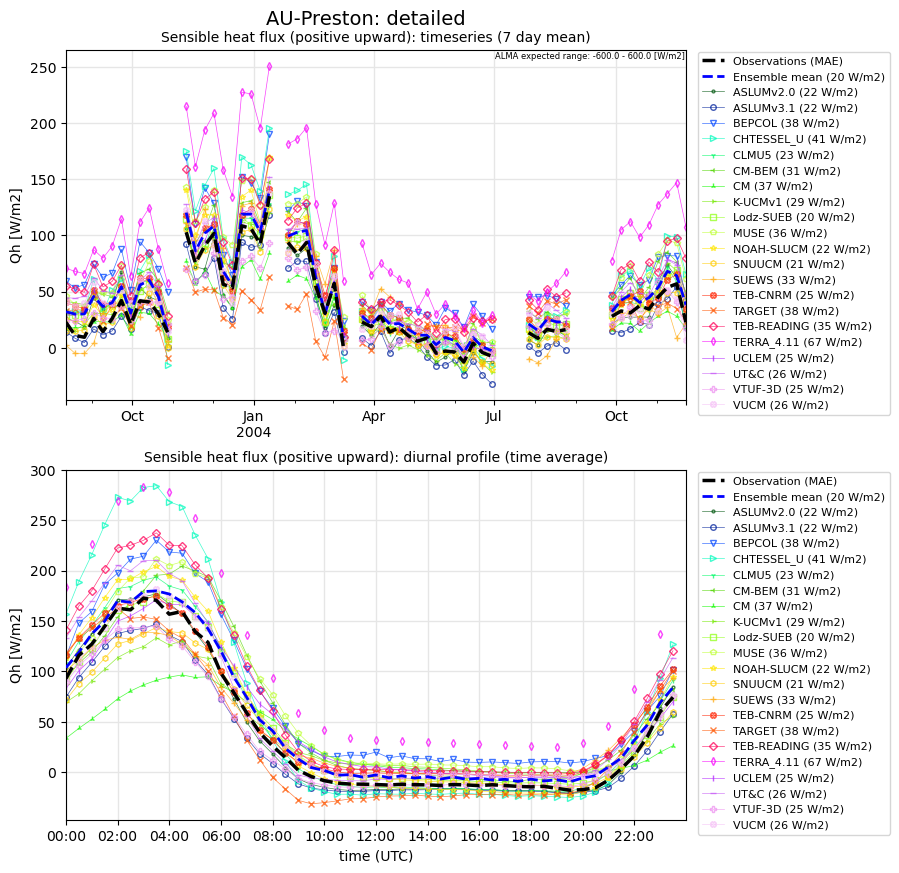 AU-Preston: detailed
Sensible heat flux (positive upward): timeseries (7 day mean)
ALMA expected range: -600.0 - 600.0 [W/m2]
Qh [W/m2]
250
200
150
100
50
0
Oct
Jan
2004
Apr
Jul
Oct
Observations (MAE)
Ensemble mean (20 W/m2)
ASLUMv2.0 (22 W/m2)
ASLUMv3.1 (22 W/m2)
BEPCOL (38 W/m2)
CHTESSEL_U (41 W/m2)
CLMU5 (23 W/m2)
CM-BEM (31 W/m2)
CM (37 W/m2)
K-UCMv1 (29 W/m2)
Lodz-SUEB (20 W/m2)
MUSE (36 W/m2)
NOAH-SLUCM (22 W/m2)
SNUUCM (21 W/m2)
SUEWS (33 W/m2)
TEB-CNRM (25 W/m2)
TARGET (38 W/m2)
TEB-READING (35 W/m2)
TERRA_4.11 (67 W/m2)
UCLEM (25 W/m2)
UT&C (26 W/m2)
VTUF-3D (25 W/m2)
VUCM (26 W/m2)
Sensible heat flux (positive upward): diurnal profile (time average)
Qh [W/m2]
300
250
200
150
100
50
0
00:00
02:00
04:00
06:00
08:00
10:00
12:00
14:00
16:00
18:00
20:00
22:00
time (UTC)
Observation (MAE)
Ensemble mean (20 W/m2)
ASLUMv2.0 (22 W/m2)
ASLUMv3.1 (22 W/m2)
BEPCOL (38 W/m2)
CHTESSEL_U (41 W/m2)
CLMU5 (23 W/m2)
CM-BEM (31 W/m2)
CM (37 W/m2)
K-UCMv1 (29 W/m2)
Lodz-SUEB (20 W/m2)
MUSE (36 W/m2)
NOAH-SLUCM (22 W/m2)
SNUUCM (21 W/m2)
SUEWS (33 W/m2)
TEB-CNRM (25 W/m2)
TARGET (38 W/m2)
TEB-READING (35 W/m2)
TERRA_4.11 (67 W/m2)
UCLEM (25 W/m2)
UT&C (26 W/m2)
VTUF-3D (25 W/m2)
VUCM (26 W/m2)